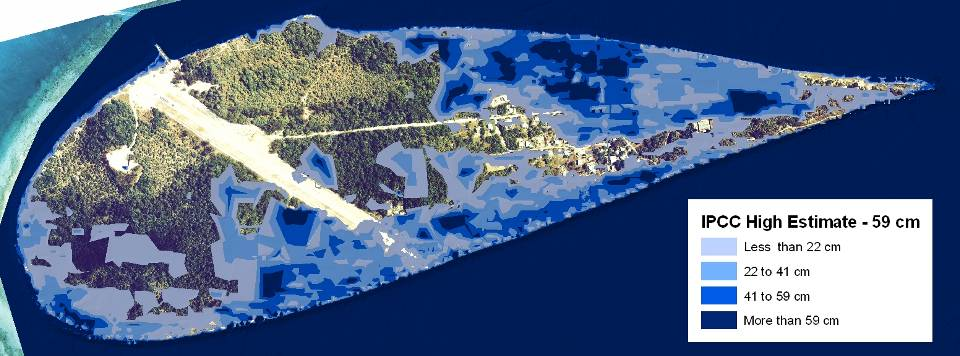 IPCC High Estimate - 59 cm
Less than 22 cm
22 to 41 cm
41 to 59 cm
More than 59 cm